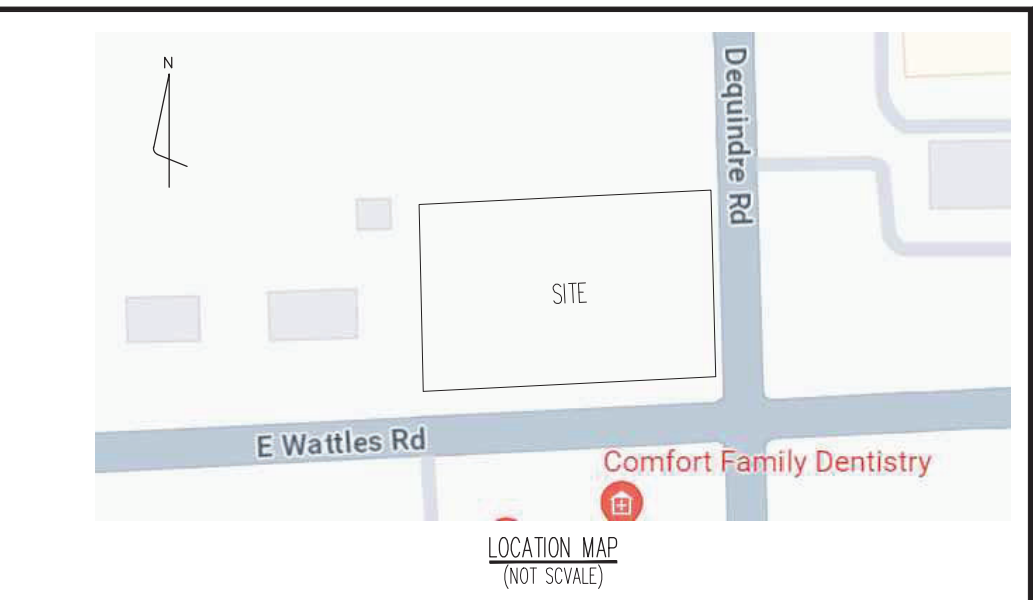 N
Dequindre Rd
SITE
E Wattles Rd
Comfort Family Dentistry
LOCATION MAP
(NOT SCVALE)